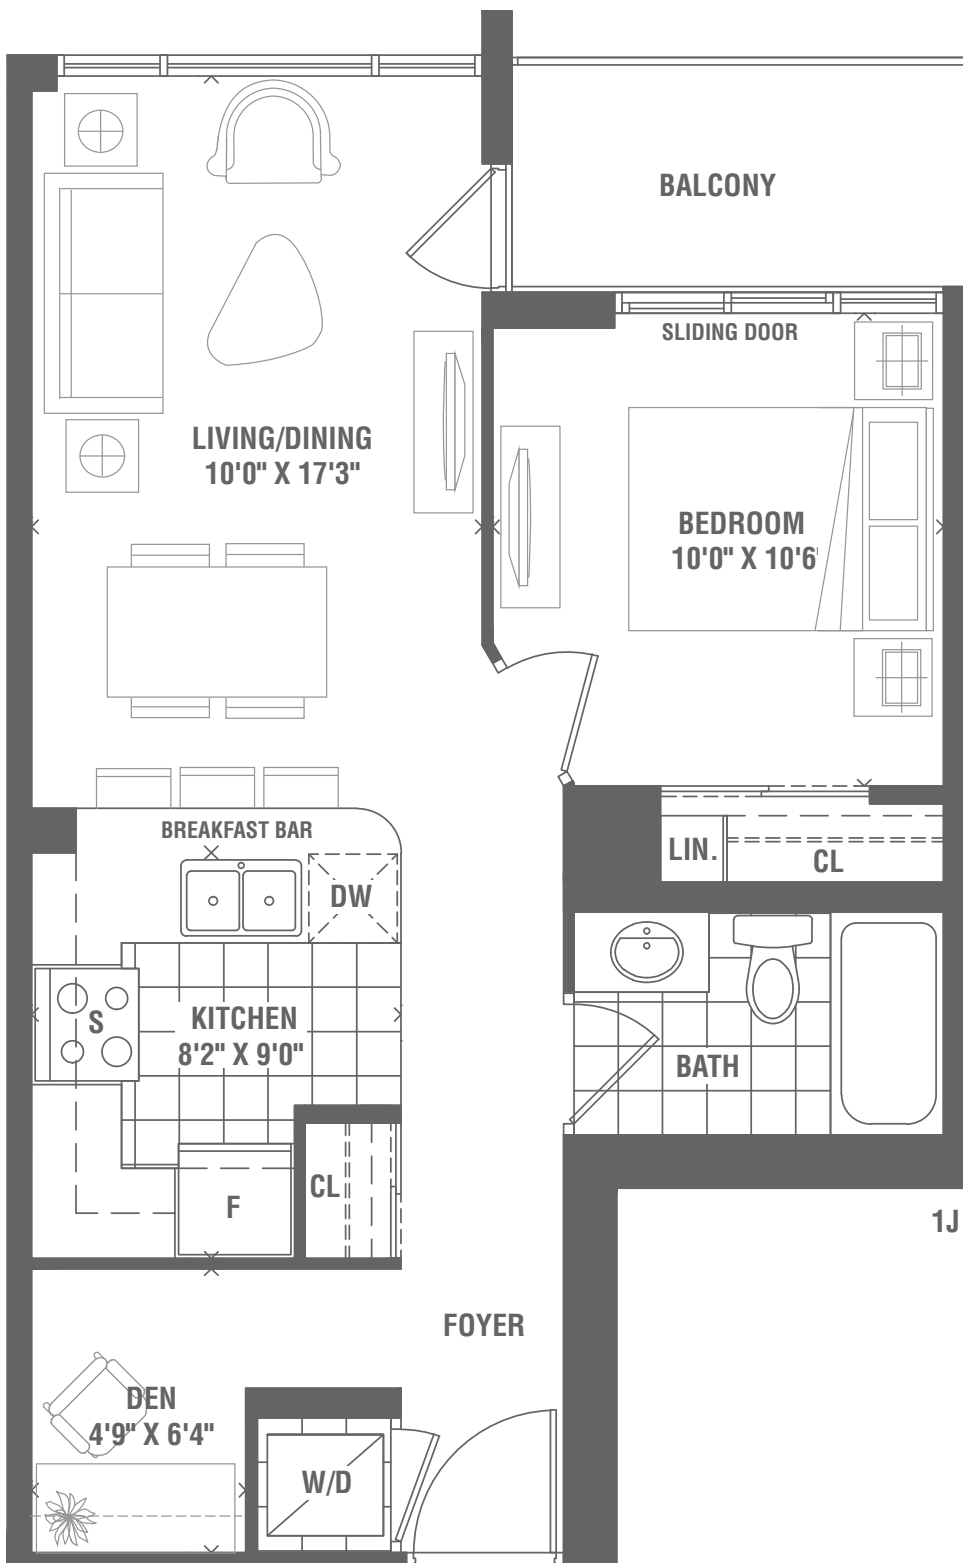 BALCONY
SLIDING DOOR
LIVING/DINING
10'0" X 17'3"
BEDROOM
10'0" X 10'6'
BREAKFAST BAR
DW
LIN.
CL
S
KITCHEN
8'2" X 9'0"
BATH
CL
F
1J
FOYER
DEN
4'9" X 6'4"
W/D